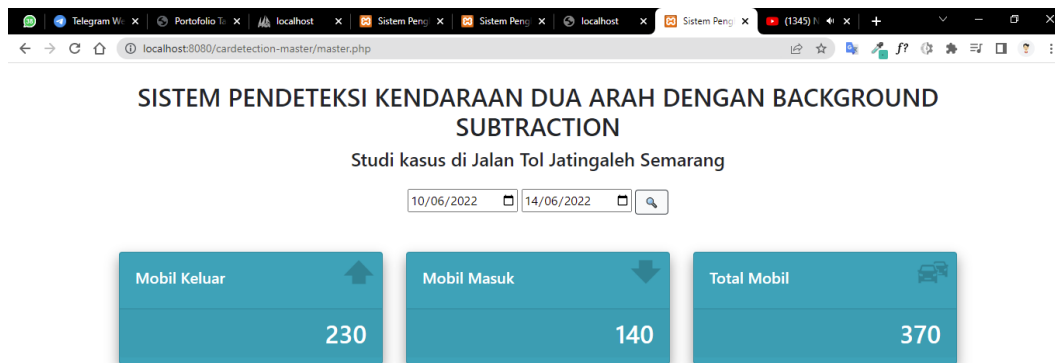 38
Telegram We
Portofolio Ta
localhost
Sistem Peng
Sistem Peng
localhost
Sistem Peng
(1345) N
localhost:8080/cardetection-master/master.php
f?
SISTEM PENDETEKSI KENDARAAN DUA ARAH DENGAN BACKGROUND
SUBTRACTION
Studi kasus di Jalan Tol Jatingaleh Semarang
10/06/2022
14/06/2022
Mobil Keluar
Mobil Masuk
Total Mobil
230
140
370